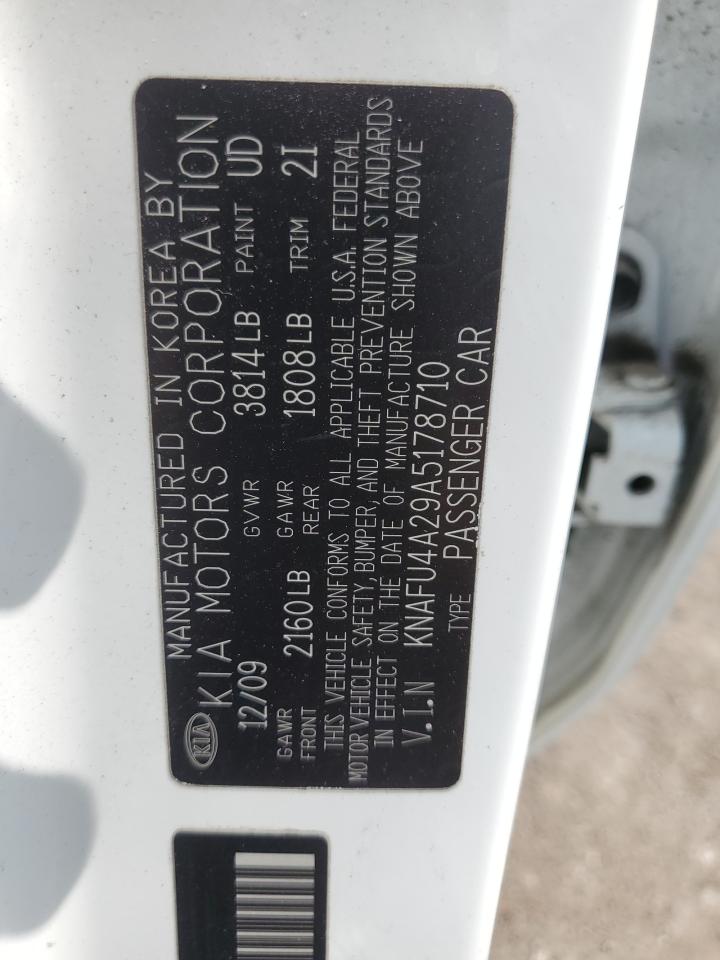 MANUFACTURED IN KOREA BY
KIA KIA MOTORS CORPORATION
12/09 GVWR 3814LB PAINT UD
GAWR FRONT 2160LB GAWR REAR 1808LB TRIM 2I
THIS VEHICLE CONFORMS TO ALL APPLICABLE U.S.A. FEDERAL
MOTOR VEHICLE SAFETY, BUMPER, AND THEFT PREVENTION STANDARDS
IN EFFECT ON THE DATE OF MANUFACTURE SHOWN ABOVE
V.I.N KNAFU4A29A5178710
TYPE PASSENGER CAR